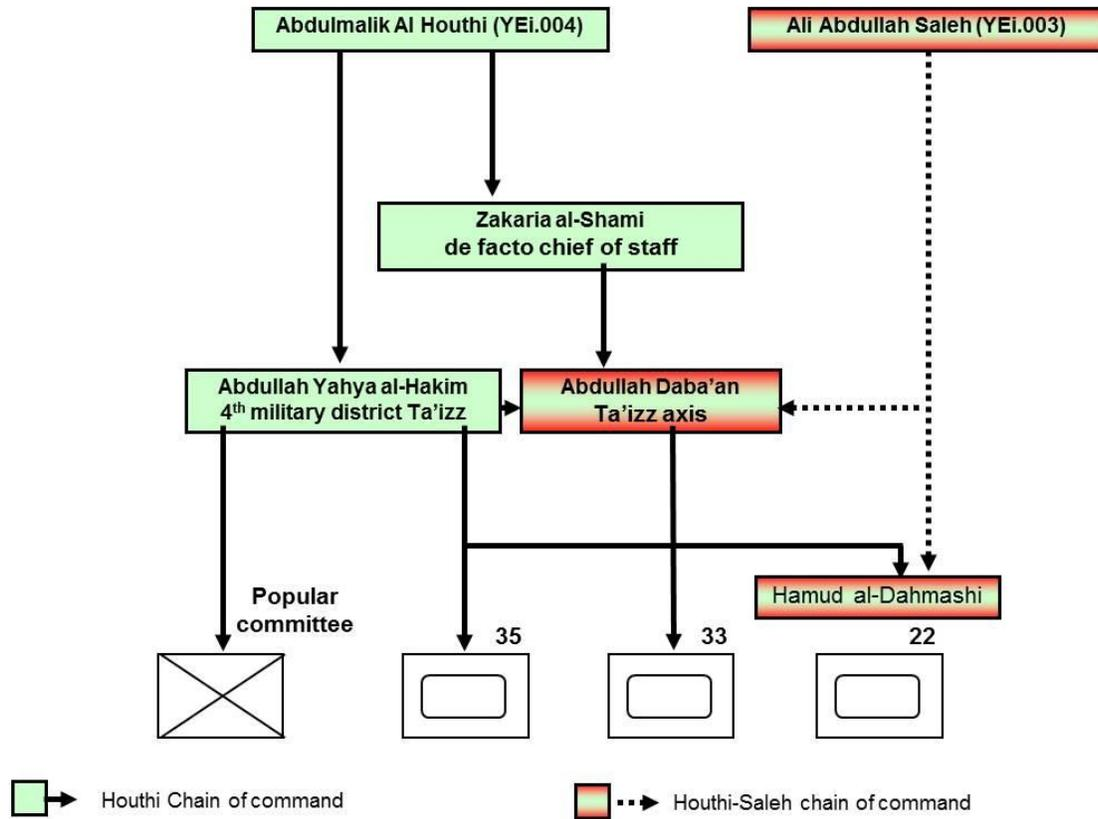 Abdulmalik Al Houthi (YEi.004)
Ali Abdullah Saleh (YEi.003)
Zakaria al-Shami
de facto chief of staff
Abdullah Yahya al-Hakim
4th military district Ta'izz
Abdullah Daba'an
Ta'izz axis
Hamud al-Dahmashi
Popular
committee
35
33
22
Houthi Chain of command
Houthi-Saleh chain of command